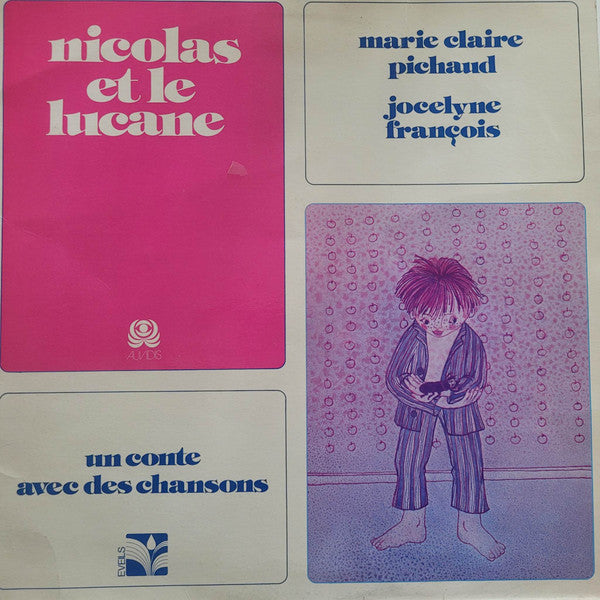 nicolas
et le
lucane
AUVIDIS
marie claire
pichaud
jocelyne
françois
un conte
avec des chansons
EVEILS